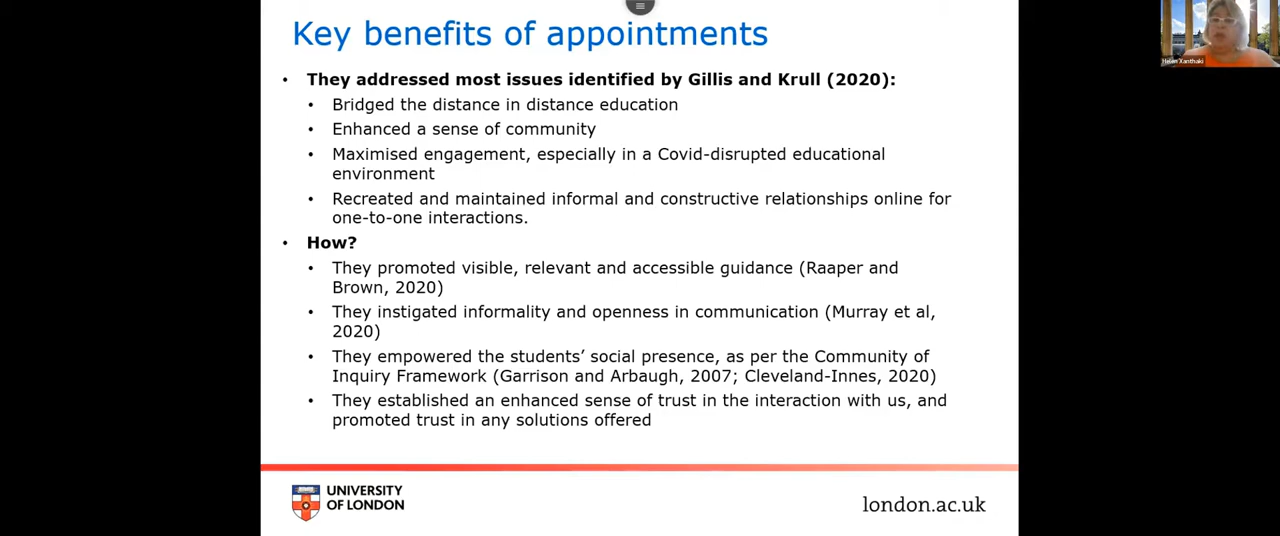 Key benefits of appointments
Helen Xanthaki
• They addressed most issues identified by Gillis and Krull (2020):
• Bridged the distance in distance education
• Enhanced a sense of community
• Maximised engagement, especially in a Covid-disrupted educational
environment
• Recreated and maintained informal and constructive relationships online for
one-to-one interactions.
• How?
• They promoted visible, relevant and accessible guidance (Raaper and
Brown, 2020)
• They instigated informality and openness in communication (Murray et al,
2020)
• They empowered the students’ social presence, as per the Community of
Inquiry Framework (Garrison and Arbaugh, 2007; Cleveland-Innes, 2020)
• They established an enhanced sense of trust in the interaction with us, and
promoted trust in any solutions offered
UNIVERSITY
OF LONDON
london.ac.uk